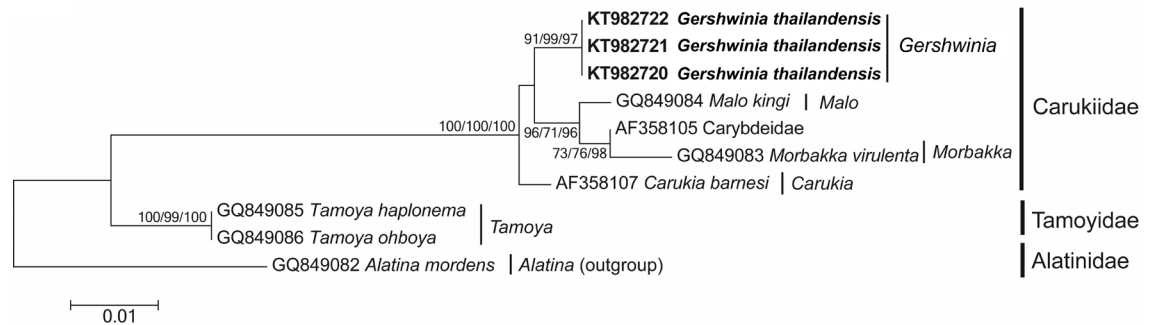 KT982722 Gershwinia thailandensis
91/99/97
KT982721 Gershwinia thailandensis
Gershwinia
KT982720 Gershwinia thailandensis
GQ849084 Malo kingi
Malo
Carukiidae
100/100/100
96/71/96
AF358105 Carybdeidae
73/76/98
GQ849083 Morbakka virulenta
Morbakka
AF358107 Carukia barnesi
Carukia
GQ849085 Tamoya haplonema
100/99/100
Tamoya
Tamoyidae
GQ849086 Tamoya ohboya
GQ849082 Alatina mordens
Alatina (outgroup)
Alatinidae
0.01